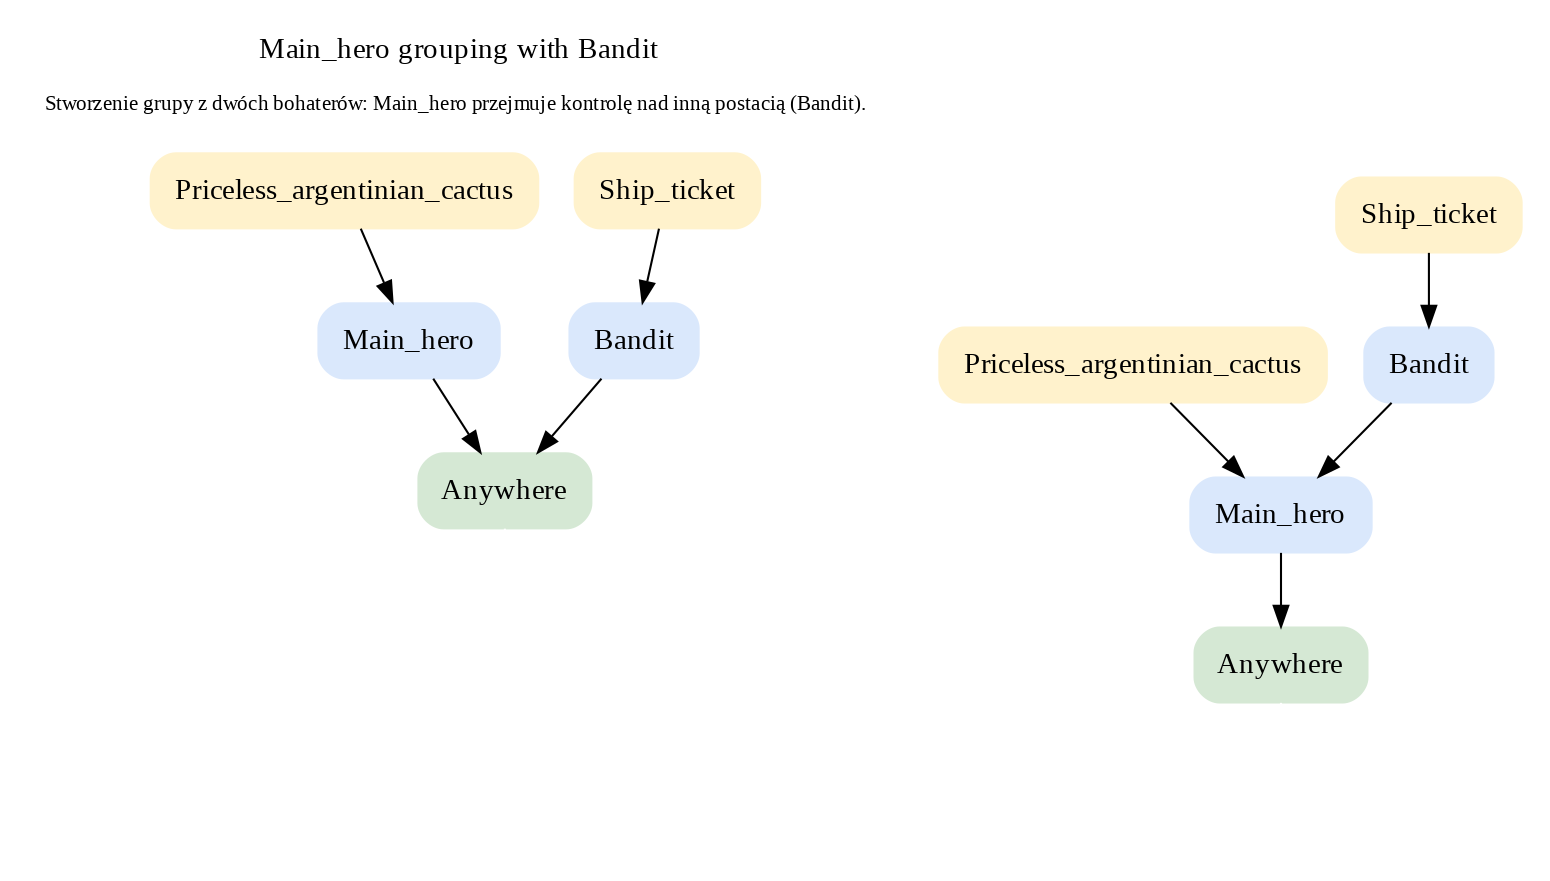 Main_hero grouping with Bandit
Stworzenie grupy z dwóch bohaterów: Main_hero przejmuje kontrolę nad inną postacią (Bandit).
Priceless_argentinian_cactus
Ship_ticket
Main_hero
Bandit
Anywhere
Ship_ticket
Priceless_argentinian_cactus
Bandit
Main_hero
Anywhere